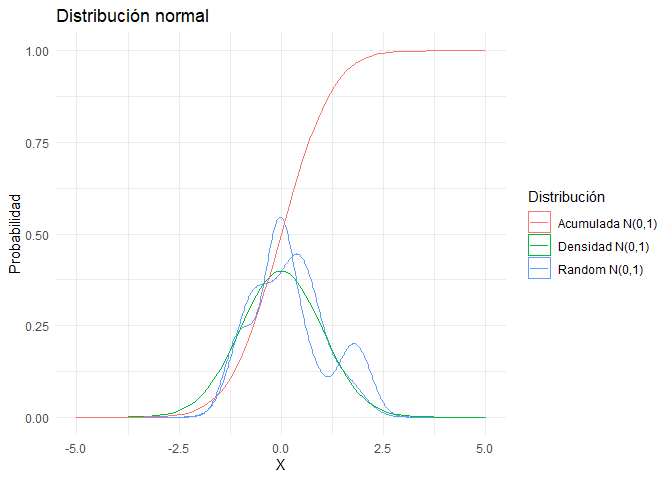 Distribución normal
1.00
0.75
0.50
0.25
0.00
Probabilidad
-5.0
-2.5
0.0
2.5
5.0
X
Distribución
Acumulada N(0,1)
Densidad N(0,1)
Random N(0,1)